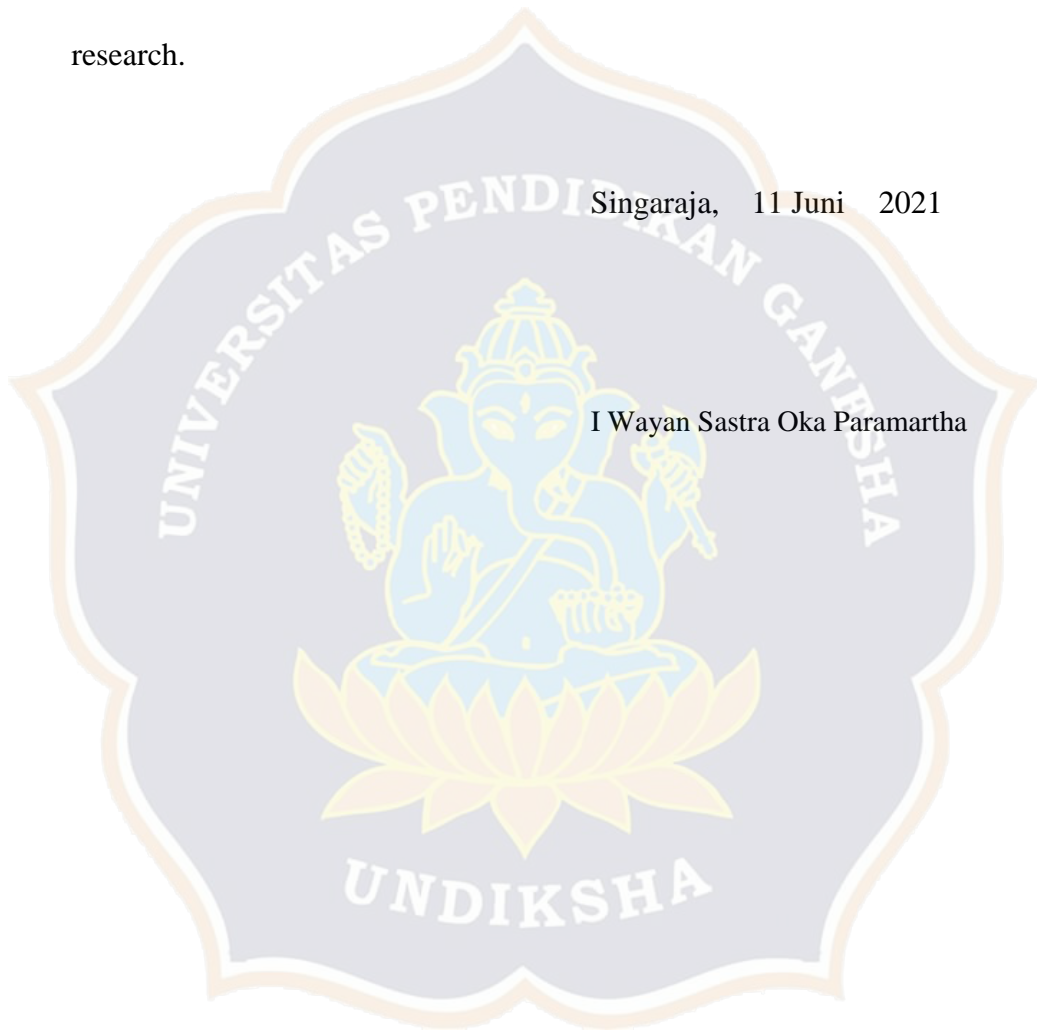 research.
Singaraja, 11 Juni 2021
UNIVERSITAS PENDIDIKAN GANESHA
I Wayan Sastra Oka Paramartha
UNDIKSHA